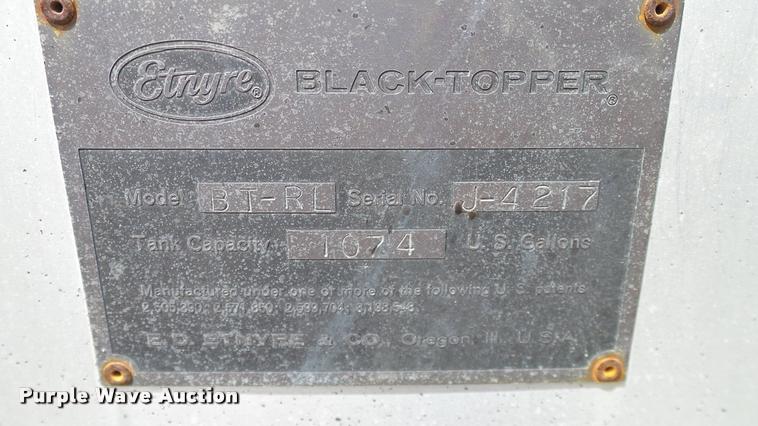 Etnyre® BLACK-TOPPER®
Model BT-RL Serial No. J-4217
Tank Capacity 1074 U.S. Gallons
Manufactured under one or more of the following U.S. patents
E. D. ETNYRE & CO., Oregon, Ill., U.S.A.
Purple Wave Auction